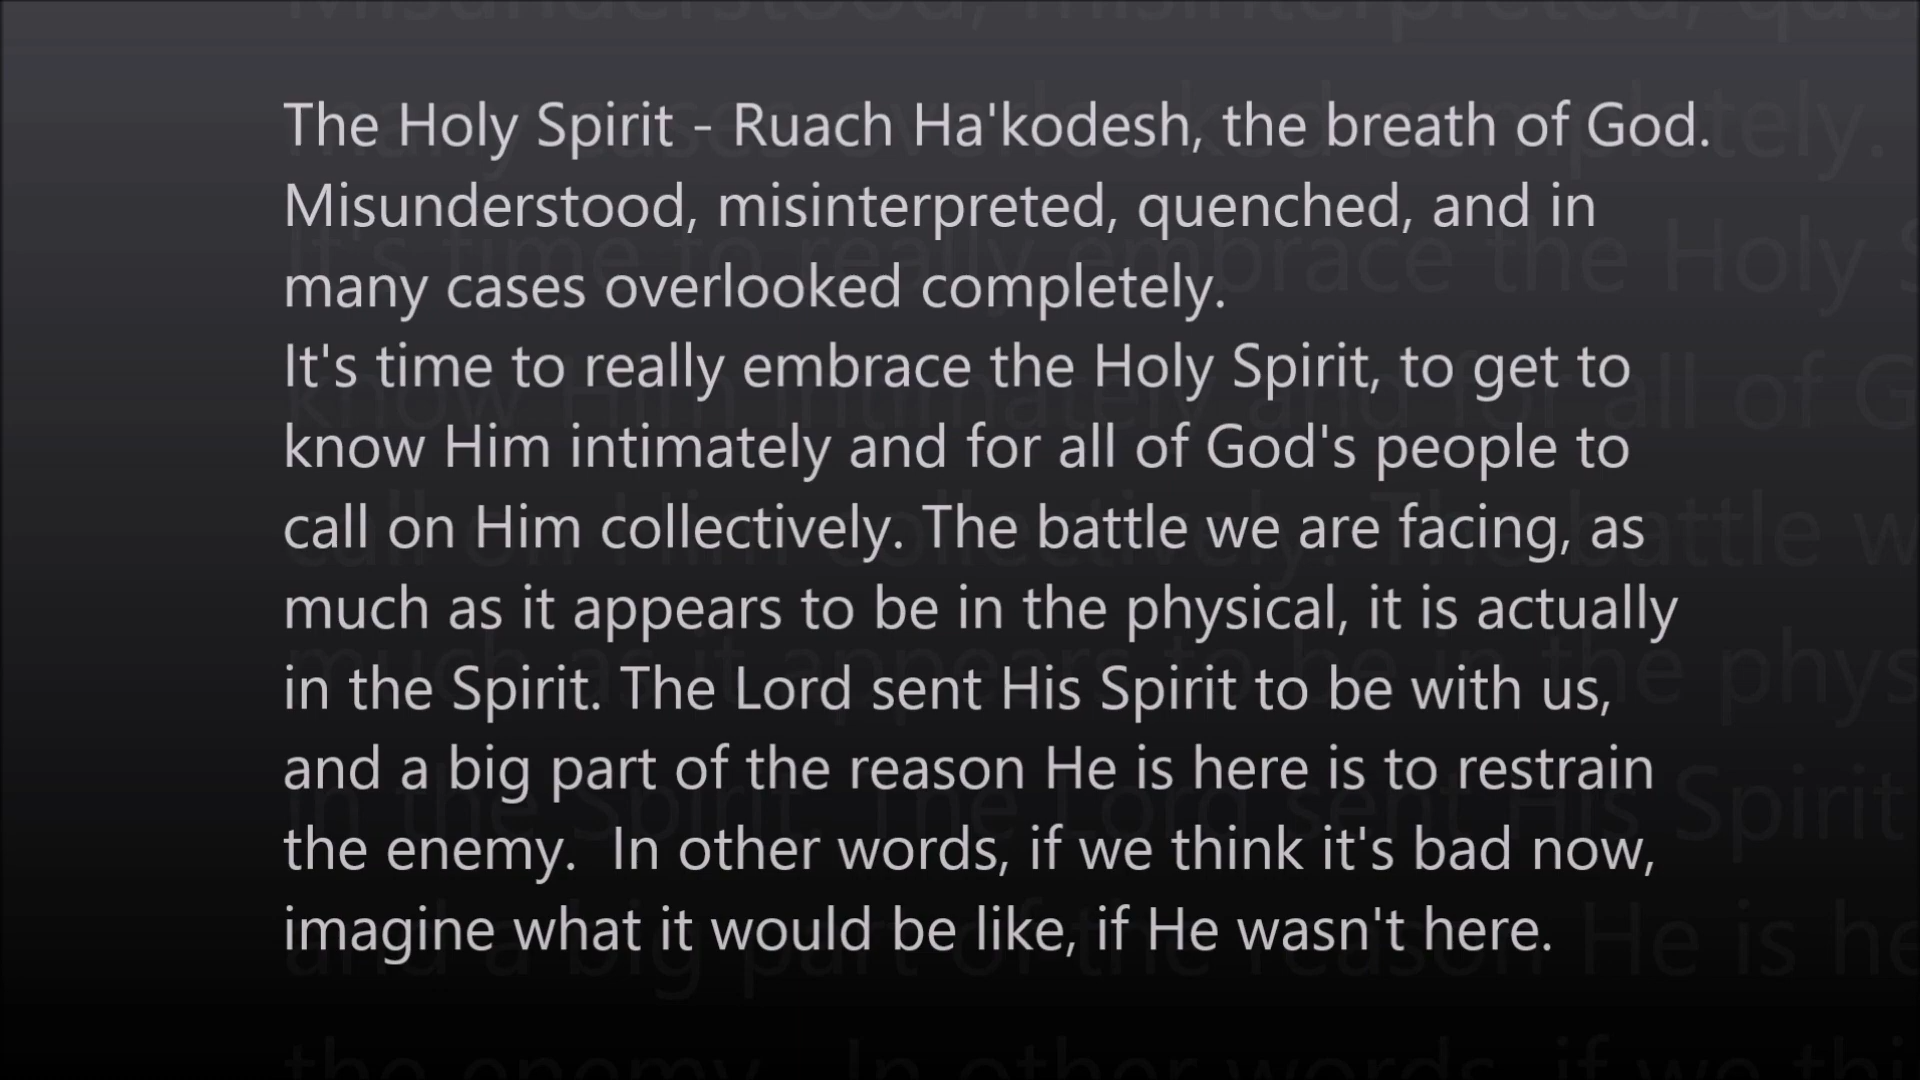 The Holy Spirit - Ruach Ha'kodesh, the breath of God.
Misunderstood, misinterpreted, quenched, and in
many cases overlooked completely.
It's time to really embrace the Holy Spirit, to get to
know Him intimately and for all of God's people to
call on Him collectively. The battle we are facing, as
much as it appears to be in the physical, it is actually
in the Spirit. The Lord sent His Spirit to be with us,
and a big part of the reason He is here is to restrain
the enemy.  In other words, if we think it's bad now,
imagine what it would be like, if He wasn't here.